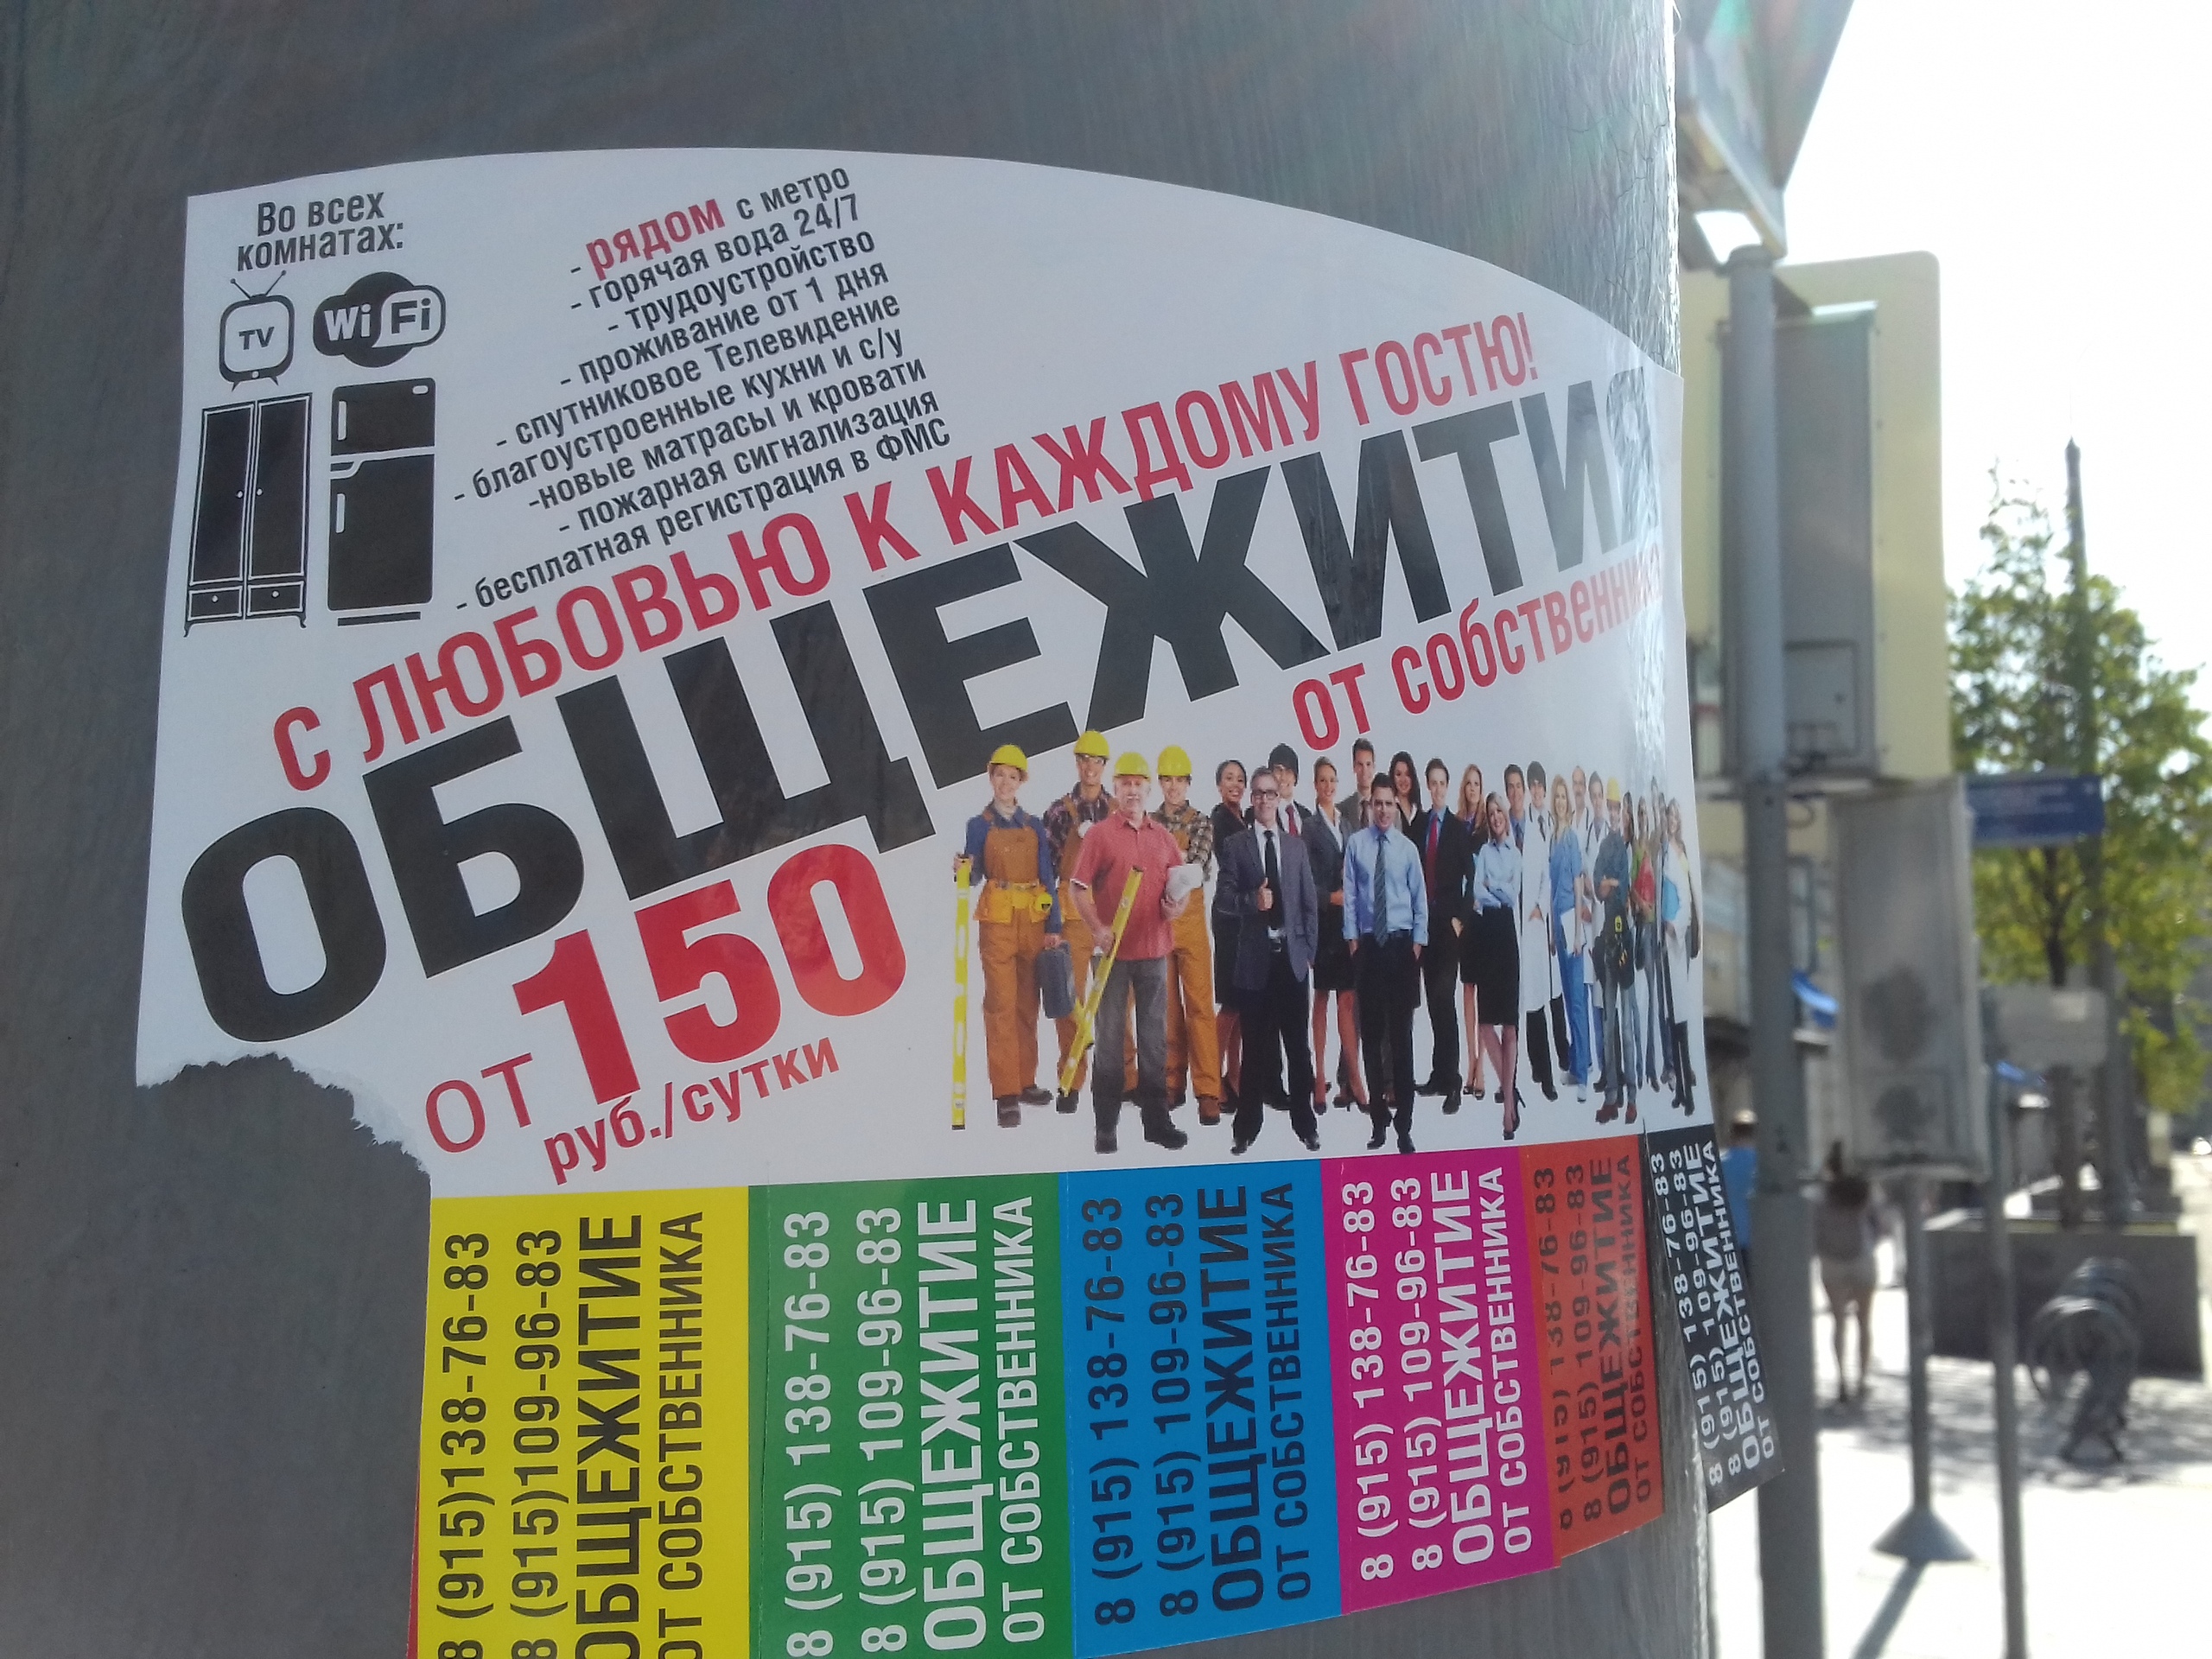 Во всех
комнатах:
TV
Wi Fi
- рядом с метро
- горячая вода 24/7
- трудоустройство
- проживание от 1 дня
- спутниковое Телевидение
- благоустроенные кухни и с/у
-новые матрасы и кровати
- пожарная сигнализация
- бесплатная регистрация в ФМС
С ЛЮБОВЬЮ К КАЖДОМУ ГОСТЮ!
ОБЩЕЖИТИЯ
от собственника
ОТ 150
руб./сутки
8 (915)138-76-83
8 (915)109-96-83
ОБЩЕЖИТИЕ
ОТ СОБСТВЕННИКА
8 (915) 138-76-83
8 (915) 109-96-83
ОБЩЕЖИТИЕ
ОТ СОБСТВЕННИКА
8 (915) 138-76-83
8 (915) 109-96-83
ОБЩЕЖИТИЕ
ОТ СОБСТВЕННИКА
8 (915) 138-76-83
8 (915) 109-96-83
ОБЩЕЖИТИЕ
ОТ СОБСТВЕННИКА
8 (915) 138-76-83
8 (915) 109-96-83
ОБЩЕЖИТИЕ
ОТ СОБСТВЕННИКА
8 (915) 138-76-83
8 (915) 109-96-83
ОБЩЕЖИТИЕ
ОТ СОБСТВЕННИКА